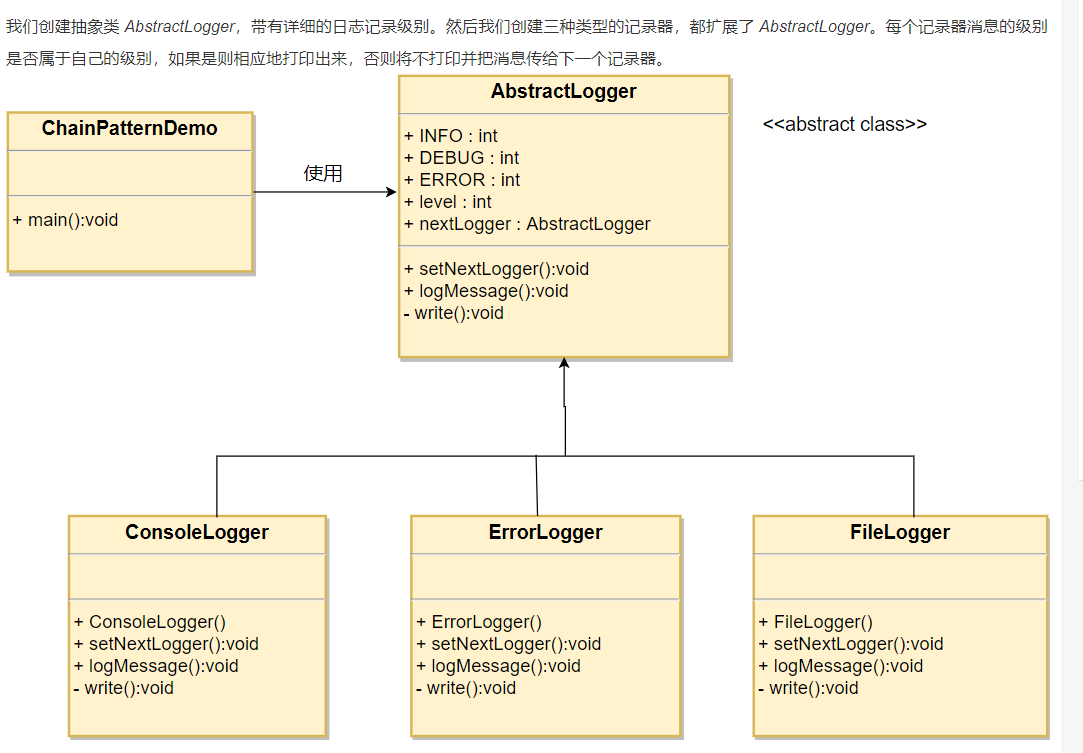 我们创建抽象类 AbstractLogger，带有详细的日志记录级别。然后我们创建三种类型的记录器，都扩展了 AbstractLogger。每个记录器消息的级别
是否属于自己的级别，如果是则相应地打印出来，否则将不打印并把消息传给下一个记录器。
AbstractLogger
<<abstract class>>
+ INFO : int
+ DEBUG : int
+ ERROR : int
+ level : int
+ nextLogger : AbstractLogger
+ setNextLogger():void
+ logMessage():void
- write():void
ChainPatternDemo
+ main():void
使用
ConsoleLogger
+ ConsoleLogger()
+ setNextLogger():void
+ logMessage():void
- write():void
ErrorLogger
+ ErrorLogger()
+ setNextLogger():void
+ logMessage():void
- write():void
FileLogger
+ FileLogger()
+ setNextLogger():void
+ logMessage():void
- write():void